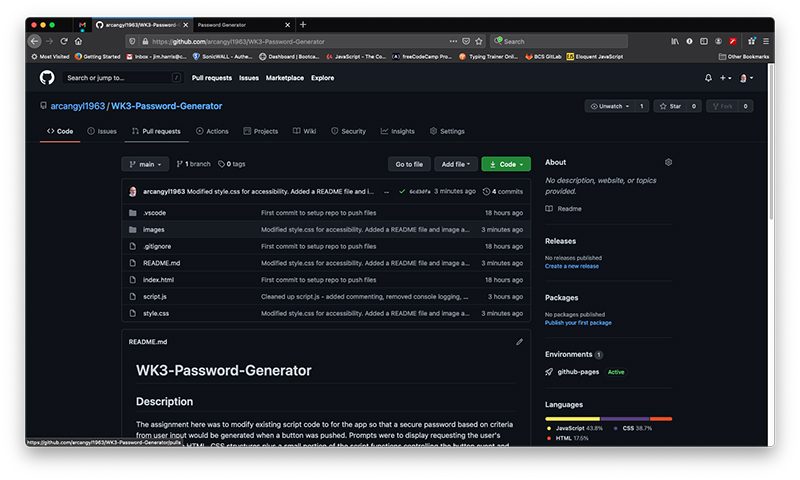 arcangyl1963/WK3-Password-
Password Generator
https://github.com/arcangyl1963/WK3-Password-Generator
Search
Most Visited
Getting Started
Inbox - jim.harris@c...
SonicWALL - Authe...
Dashboard | Bootca...
JavaScript - The Co...
freeCodeCamp Pro...
Typing Trainer Onli...
BCS GitLab
Eloquent JavaScript
Other Bookmarks
Search or jump to...
/
Pull requests
Issues
Marketplace
Explore
arcangyl1963 / WK3-Password-Generator
Unwatch 1
Star 0
Fork 0
Code
Issues
Pull requests
Actions
Projects
Wiki
Security
Insights
Settings
main
1 branch
0 tags
Go to file
Add file
Code
arcangyl1963 Modified style.css for accessibility. Added a README file and i... ... 3 minutes ago 4 commits
.vscode First commit to setup repo to push files 18 hours ago
images Modified style.css for accessibility. Added a README file and image a... 3 minutes ago
.gitignore First commit to setup repo to push files 18 hours ago
README.md Modified style.css for accessibility. Added a README file and image a... 3 minutes ago
index.html First commit to setup repo to push files 18 hours ago
script.js Cleaned up script.js - added commenting, removed console logging, ... 3 hours ago
style.css Modified style.css for accessibility. Added a README file and image a... 3 minutes ago
README.md
WK3-Password-Generator
Description
The assignment here was to modify existing script code to for the app so that a secure password based on criteria
from user input would be generated when a button was pushed. Prompts were to display requesting the user's
HTML, CSS structures plus a small portion of the script functions controlling the button event and
https://github.com/arcangyl1963/WK3-Password-Generator/pulls
About
No description, website, or topics
provided.
Readme
Releases
No releases published
Create a new release
Packages
No packages published
Publish your first package
Environments 1
github-pages Active
Languages
JavaScript 43.8%
CSS 38.7%
HTML 17.5%